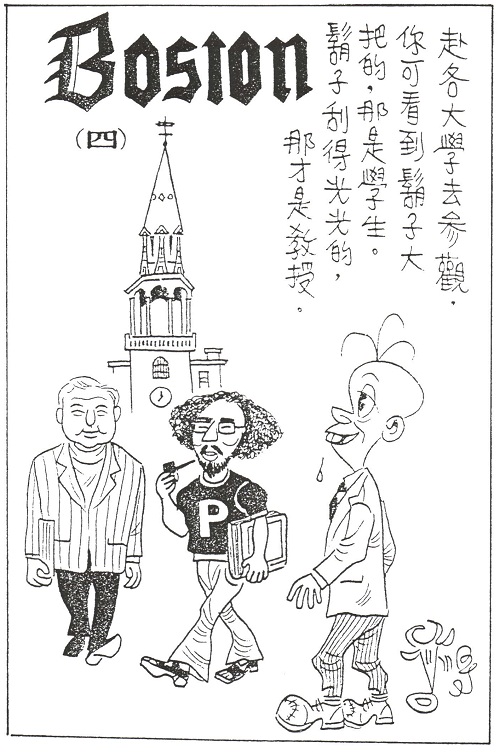 Boston
(四)
赴各大學去參觀,
你可看到鬍子大
把的,那是學生。
鬍子刮得光光的,
那才是教授。
P